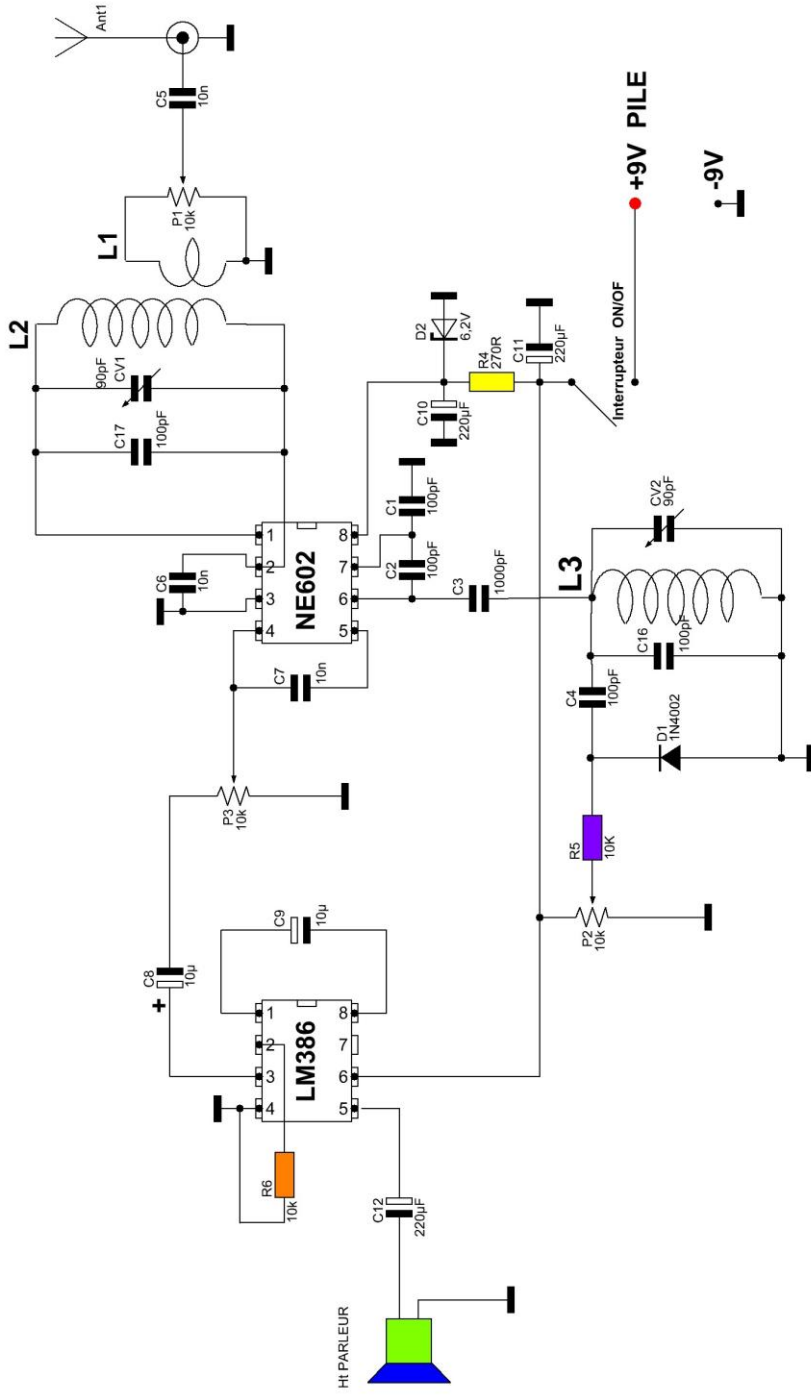 Ant1
C5
10n
P1
10k
L1
L2
90pF
CV1
C17
100pF
C6
10n
1
2
3
4
NE602
8
7
6
5
C7
10n
C1
100pF
C2
100pF
C3
1000pF
D2
6,2V
C10
220µF
R4
270R
C11
220µF
Interrupteur ON/OF
+9V PILE
-9V
L3
CV2
90pF
C16
100pF
C4
100pF
D1
1N4002
R5
10K
P2
10k
P3
10k
C8
10µ
+
C9
10µ
1
2
3
4
LM386
8
7
6
5
R6
10k
C12
220µF
Ht PARLEUR